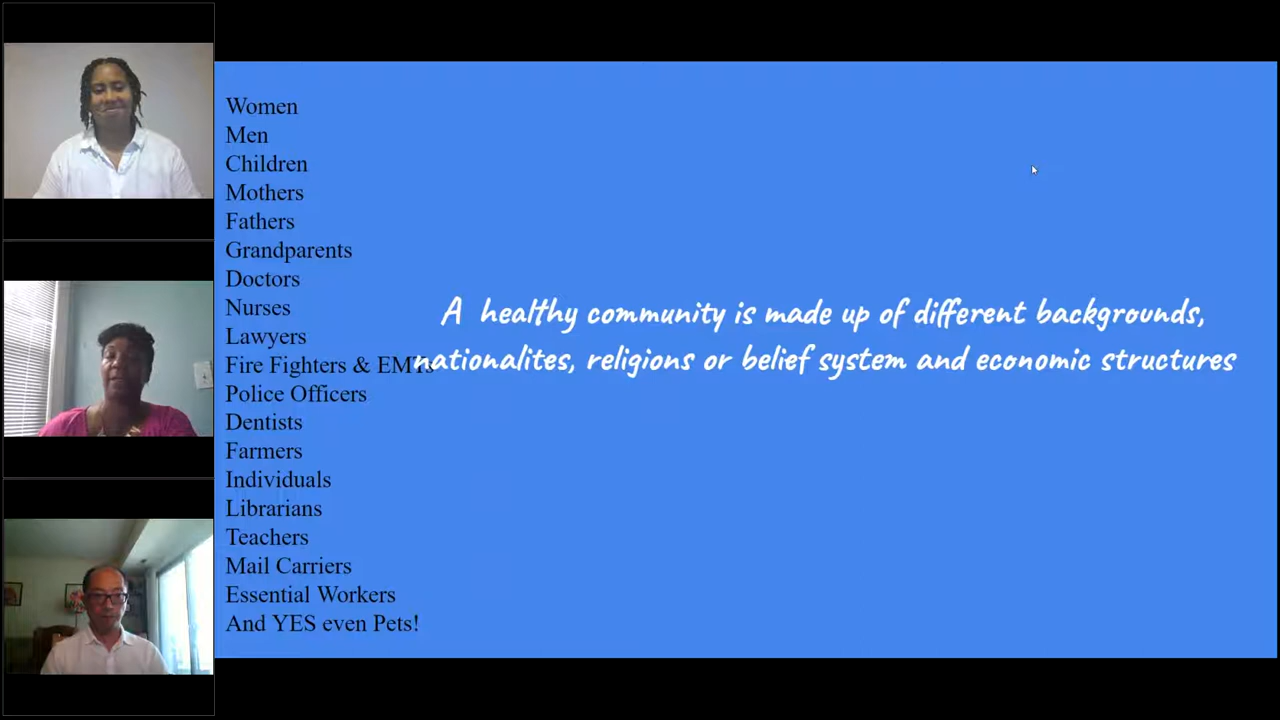 Women
Men
Children
Mothers
Fathers
Grandparents
Doctors
Nurses
Lawyers
Fire Fighters & EMTs
Police Officers
Dentists
Farmers
Individuals
Librarians
Teachers
Mail Carriers
Essential Workers
And YES even Pets!
A healthy community is made up of different backgrounds,
nationalites, religions or belief system and economic structures